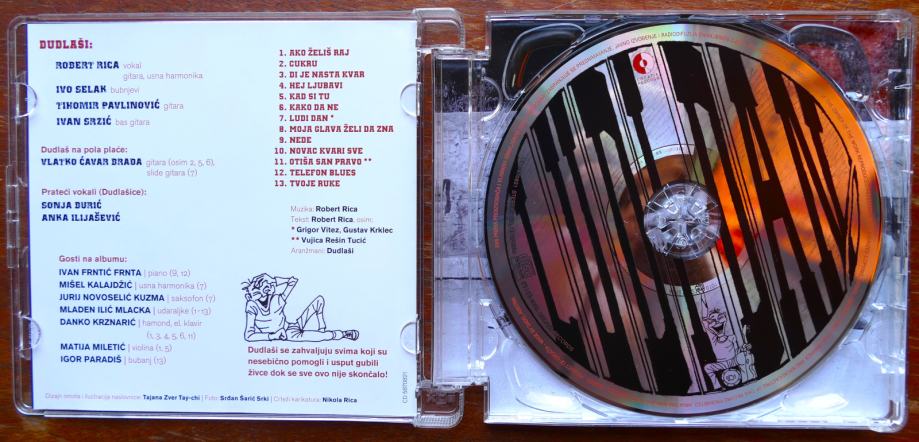 DUDLAŠI:
ROBERT RICA vokal
gitara, usna harmonika
IVO SELAK bubnjevi
TIHOMIR PAVLINOVIĆ gitara
IVAN SRZIĆ bas gitara
Dudlaš na pola plaće:
VLATKO ĆAVAR BRADA gitara (osim 2, 5, 6),
slide gitara (7)
Prateći vokali (Dudlašice):
SONJA ĐURIĆ
ANKA ILIJAŠEVIĆ
Gosti na albumu:
IVAN FRNTIĆ FRNTA | piano (9, 12)
MIŠEL KALAJDŽIĆ | usna harmonika (7)
JURIJ NOVOSELIĆ KUZMA | saksofon (7)
MLADEN ILIĆ MLACKA | udaraljke (1-13)
DANKO KRZNARIĆ | hamond, el. klavir
(1, 3, 4, 5, 6, 11)
MATIJA MILETIĆ | violina (1, 5)
IGOR PARADIŠ | bubanj (13)
1. AKO ŽELIŠ RAJ
2. CUKRU
3. DI JE NASTA KVAR
4. HEJ LJUBAVI
5. KAD SI TU
6. KAKO DA NE
7. LUDI DAN *
8. MOJA GLAVA ŽELI DA ZNA
9. NEĐE
10. NOVAC KVARI SVE
11. OTIŠA SAN PRAVO **
12. TELEFON BLUES
13. TVOJE RUKE
Muzika: Robert Rica
Tekst: Robert Rica, osim:
* Grigor Vitez, Gustav Krklec
** Vujica Rešin Tucić
Aranžmani: Dudlaši
Dudlaši se zahvaljuju svima koji su
nesebično pomogli i usput gubili
živce dok se sve ovo nije skončalo!
Dizajn omota i ilustracija naslovnice: Tajana Zver Tay-chi | Foto: Srđan Šarić Srki | Crteži karikatura: Nikola Rica
LUDI DAN